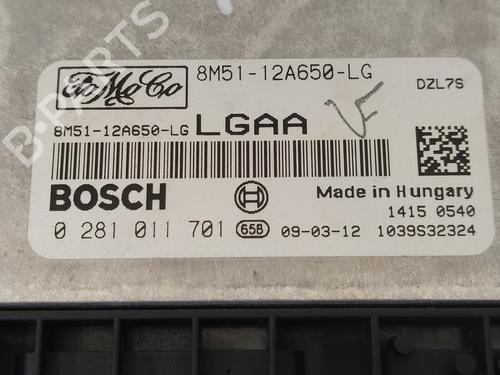 FoMoCo
8M51-12A650-LG
DZL7S
8M51-12A650-LG LGAA
BOSCH
Made in Hungary
1415 0540
0 281 011 701 65B 09-03-12 1039S32324
B-PARTS